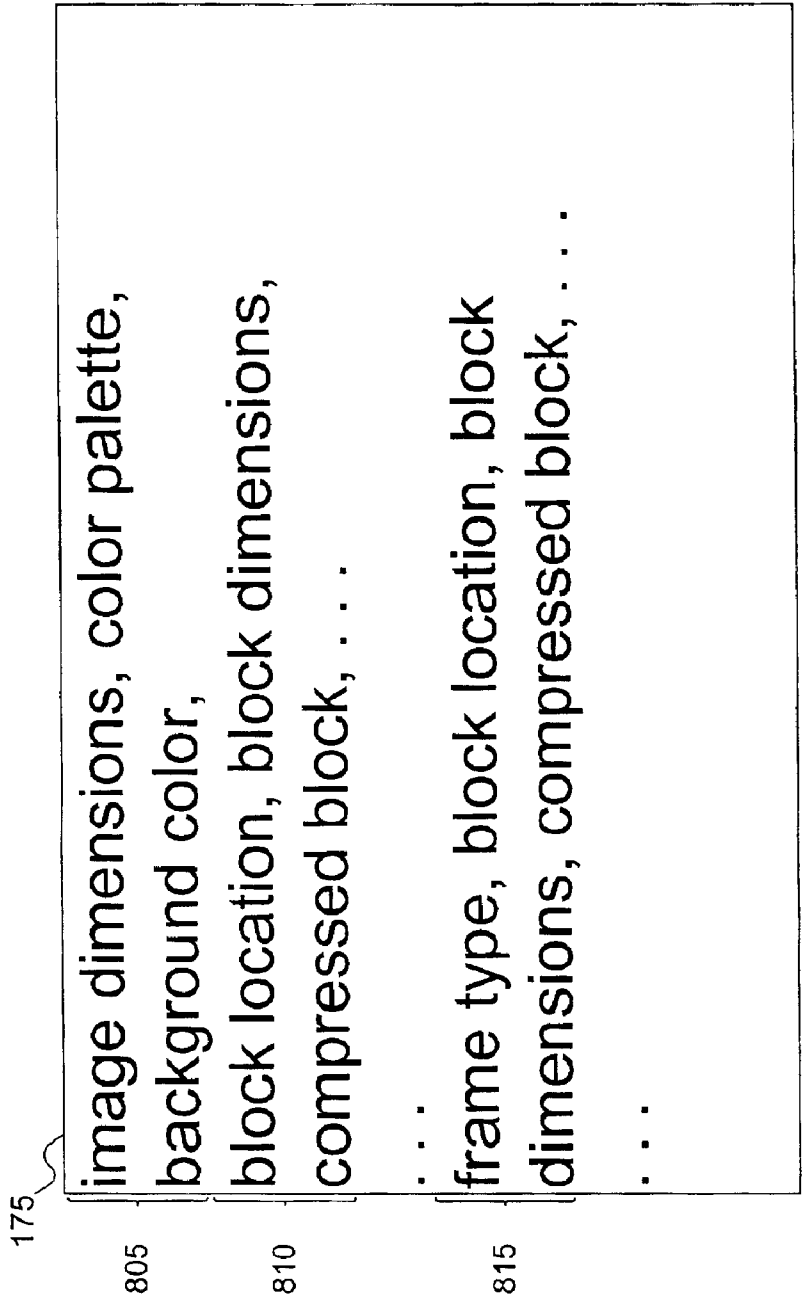 175
805
image dimensions, color palette,
background color,
810
block location, block dimensions,
compressed block, . . .
. . .
815
frame type, block location, block
dimensions, compressed block, . . .
. . .